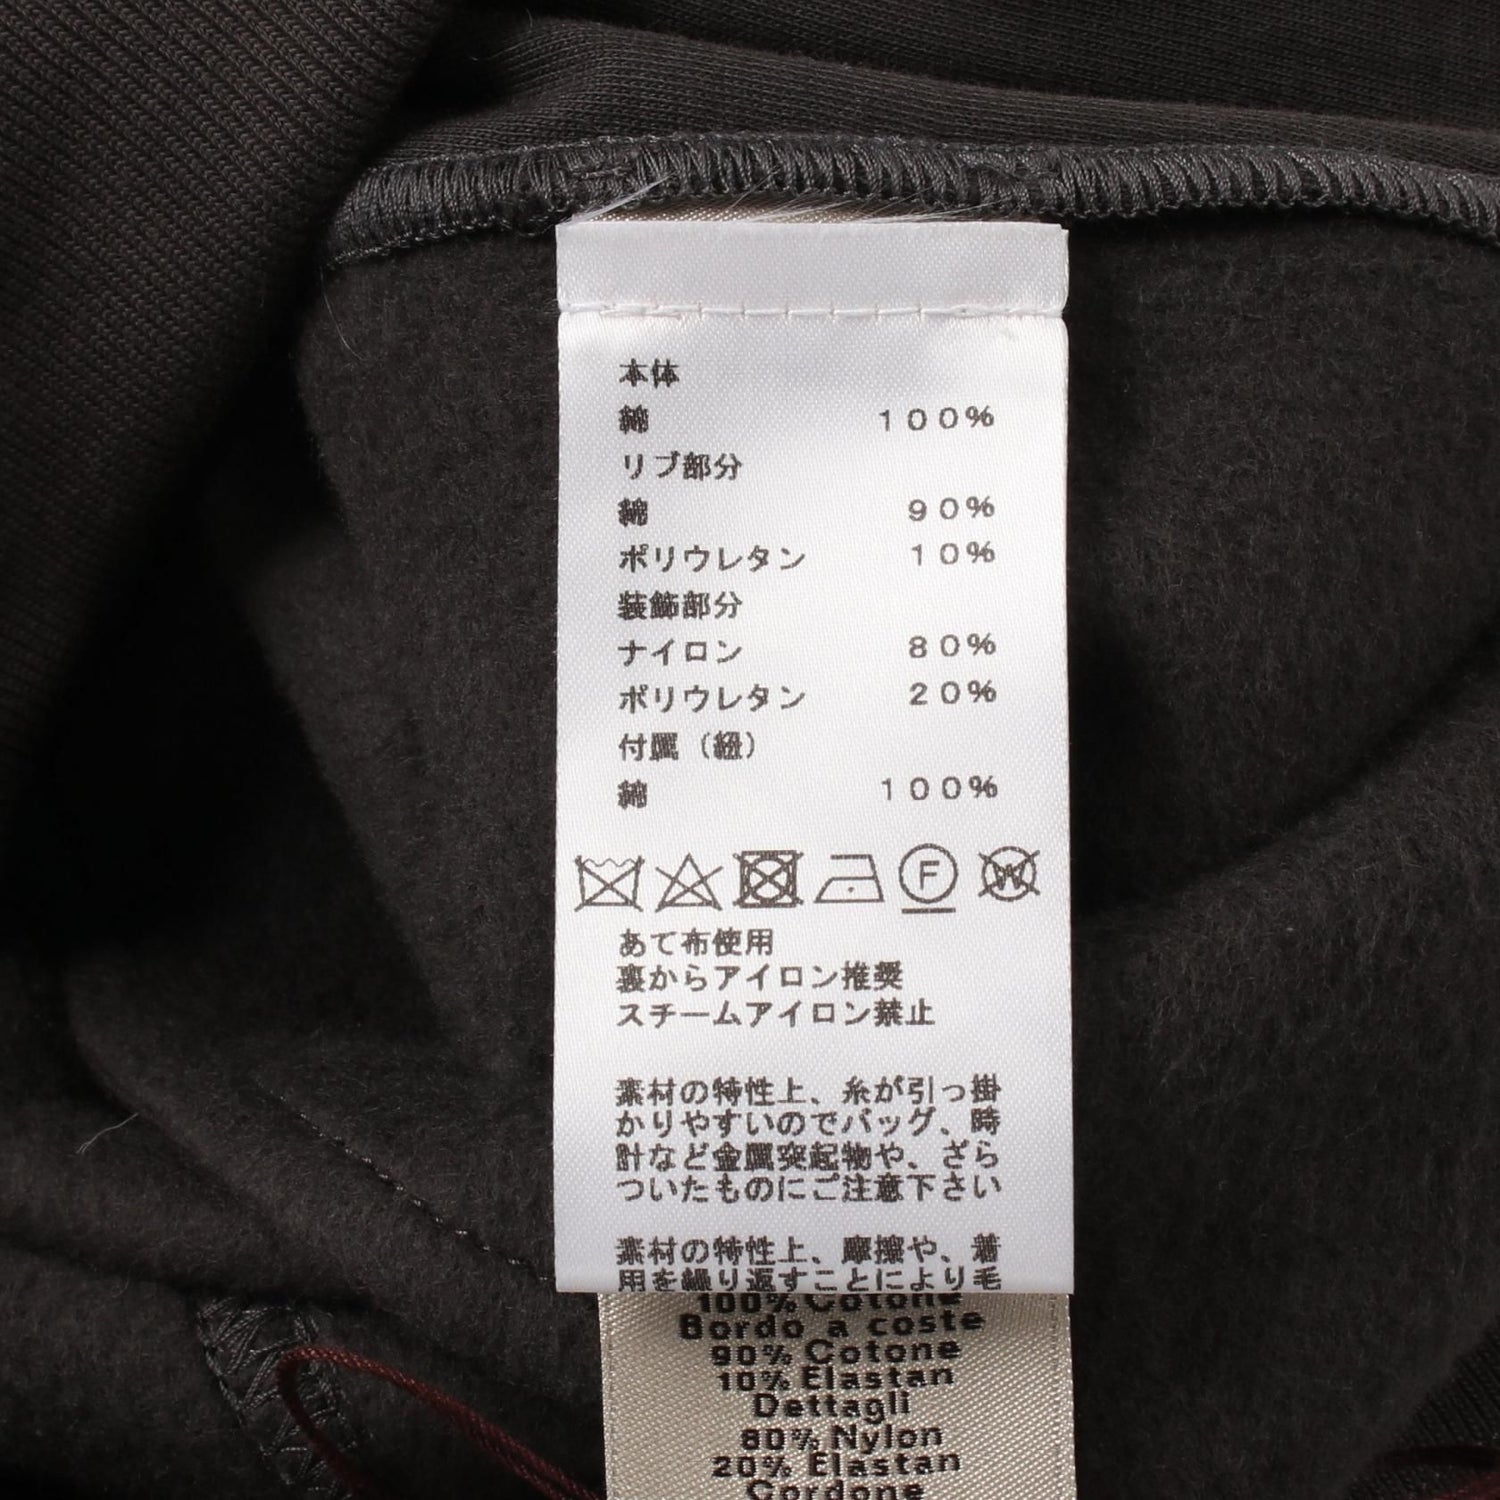 本体
綿 100%
リブ部分
綿 90%
ポリウレタン 10%
装飾部分
ナイロン 80%
ポリウレタン 20%
付属（紐）
綿 100%
F W
あて布使用
裏からアイロン推奨
スチームアイロン禁止
素材の特性上、糸が引っ掛
かりやすいのでバッグ、時
計など金属突起物や、ざら
ついたものにご注意下さい
素材の特性上、摩擦や、着
用を繰り返すことにより毛
100% Cotone
Bordo a coste
90% Cotone
10% Elastan
Dettagli
80% Nylon
20% Elastan
Cordone